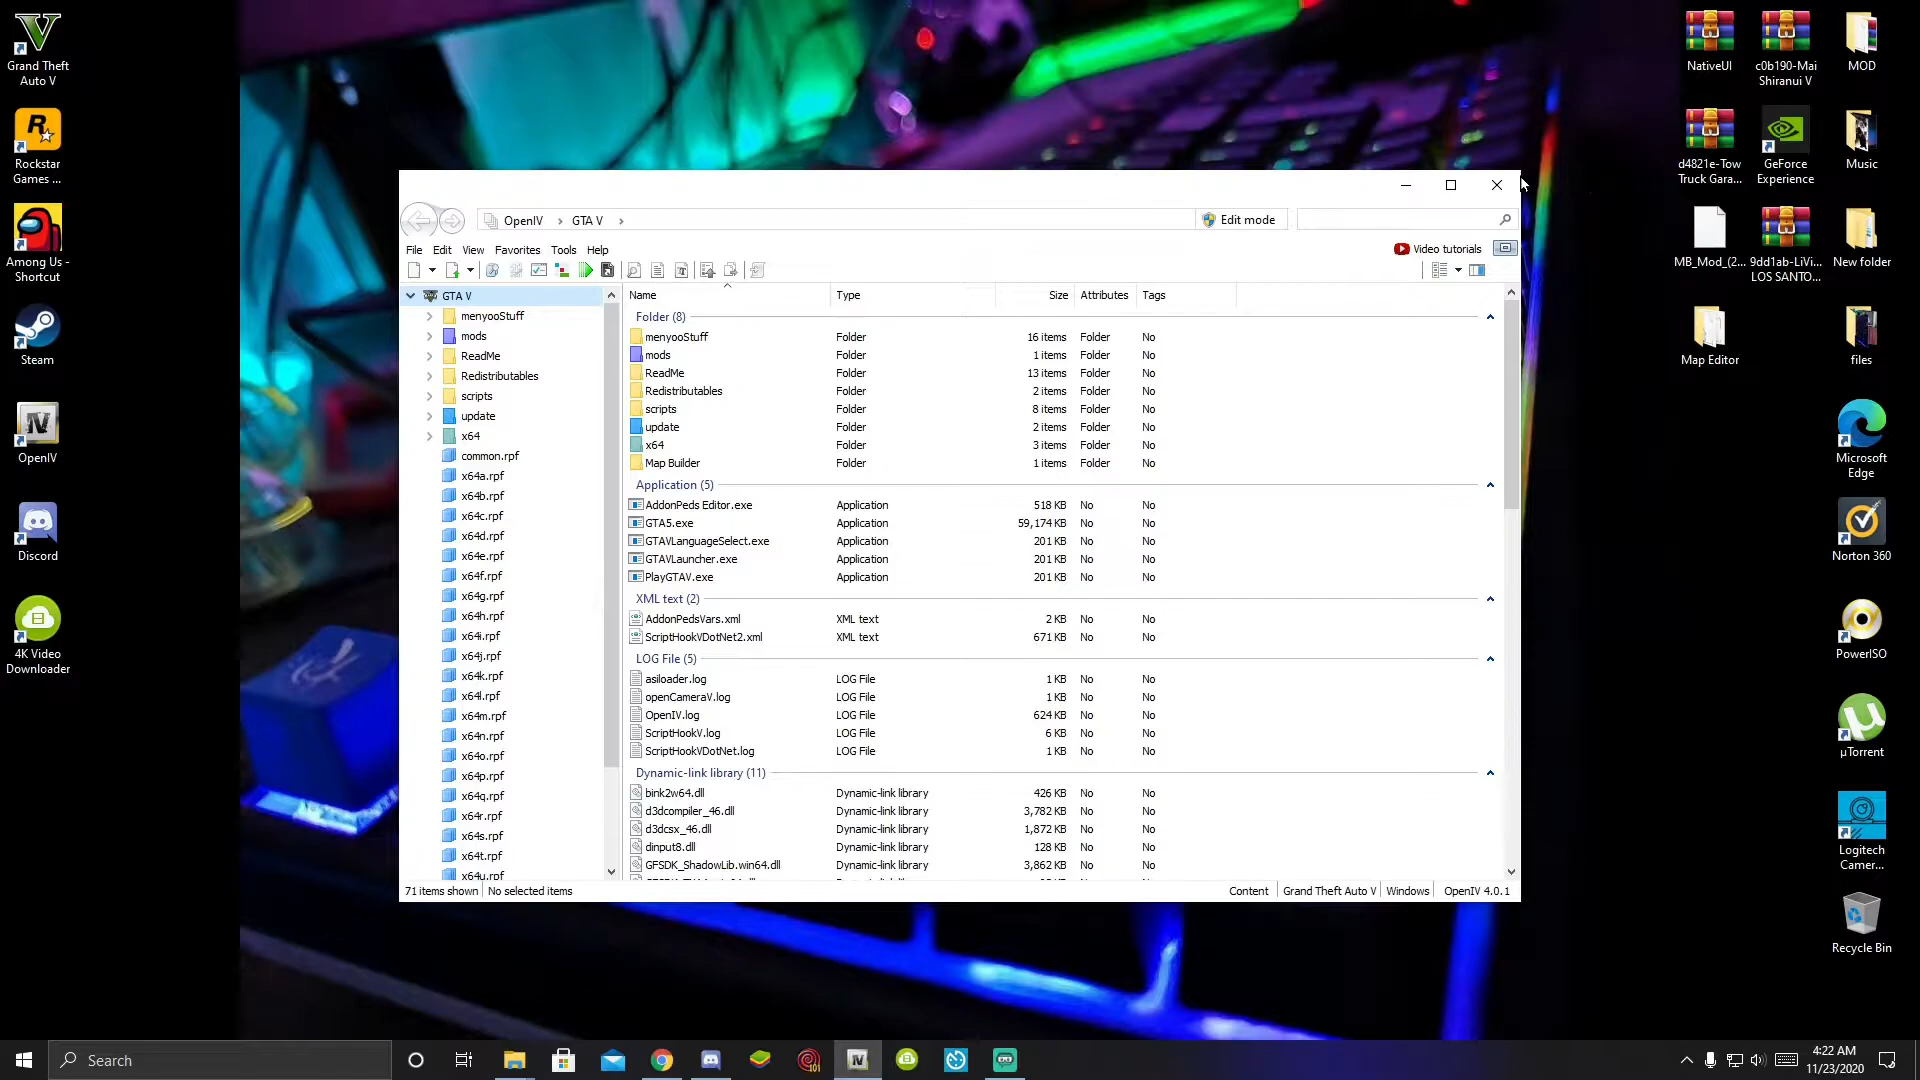 Grand Theft
Auto V
Rockstar
Games ...
Among Us -
Shortcut
Steam
OpenIV
Discord
4K Video
Downloader
OpenIV
GTA V
Edit mode
File
Edit
View
Favorites
Tools
Help
Video tutorials
GTA V
menyooStuff
mods
ReadMe
Redistributables
scripts
update
x64
common.rpf
x64a.rpf
x64b.rpf
x64c.rpf
x64d.rpf
x64e.rpf
x64f.rpf
x64g.rpf
x64h.rpf
x64i.rpf
x64j.rpf
x64k.rpf
x64l.rpf
x64m.rpf
x64n.rpf
x64o.rpf
x64p.rpf
x64q.rpf
x64r.rpf
x64s.rpf
x64t.rpf
x64u.rpf
Name Type Size Attributes Tags
Folder (8)
menyooStuff Folder 16 items Folder No
mods Folder 1 items Folder No
ReadMe Folder 13 items Folder No
Redistributables Folder 2 items Folder No
scripts Folder 8 items Folder No
update Folder 2 items Folder No
x64 Folder 3 items Folder No
Map Builder Folder 1 items Folder No
Application (5)
AddonPeds Editor.exe Application 518 KB No No
GTA5.exe Application 59,174 KB No No
GTAVLanguageSelect.exe Application 201 KB No No
GTAVLauncher.exe Application 201 KB No No
PlayGTAV.exe Application 201 KB No No
XML text (2)
AddonPedsVars.xml XML text 2 KB No No
ScriptHookVDotNet2.xml XML text 671 KB No No
LOG File (5)
asiloader.log LOG File 1 KB No No
openCameraV.log LOG File 1 KB No No
OpenIV.log LOG File 624 KB No No
ScriptHookV.log LOG File 6 KB No No
ScriptHookVDotNet.log LOG File 1 KB No No
Dynamic-link library (11)
bink2w64.dll Dynamic-link library 426 KB No No
d3dcompiler_46.dll Dynamic-link library 3,782 KB No No
d3dcsx_46.dll Dynamic-link library 1,872 KB No No
dinput8.dll Dynamic-link library 128 KB No No
GFSDK_ShadowLib.win64.dll Dynamic-link library 3,862 KB No No
71 items shown
No selected items
Content
Grand Theft Auto V
Windows
OpenIV 4.0.1
NativeUI
c0b190-Mai
Shiranui V
MOD
d4821e-Tow
Truck Gara...
GeForce
Experience
Music
MB_Mod_(2...
9dd1ab-LiVi...
LOS SANTO...
New folder
Map Editor
files
Microsoft
Edge
Norton 360
PowerISO
µTorrent
Logitech
Camer...
Recycle Bin
Search
4:22 AM
11/23/2020